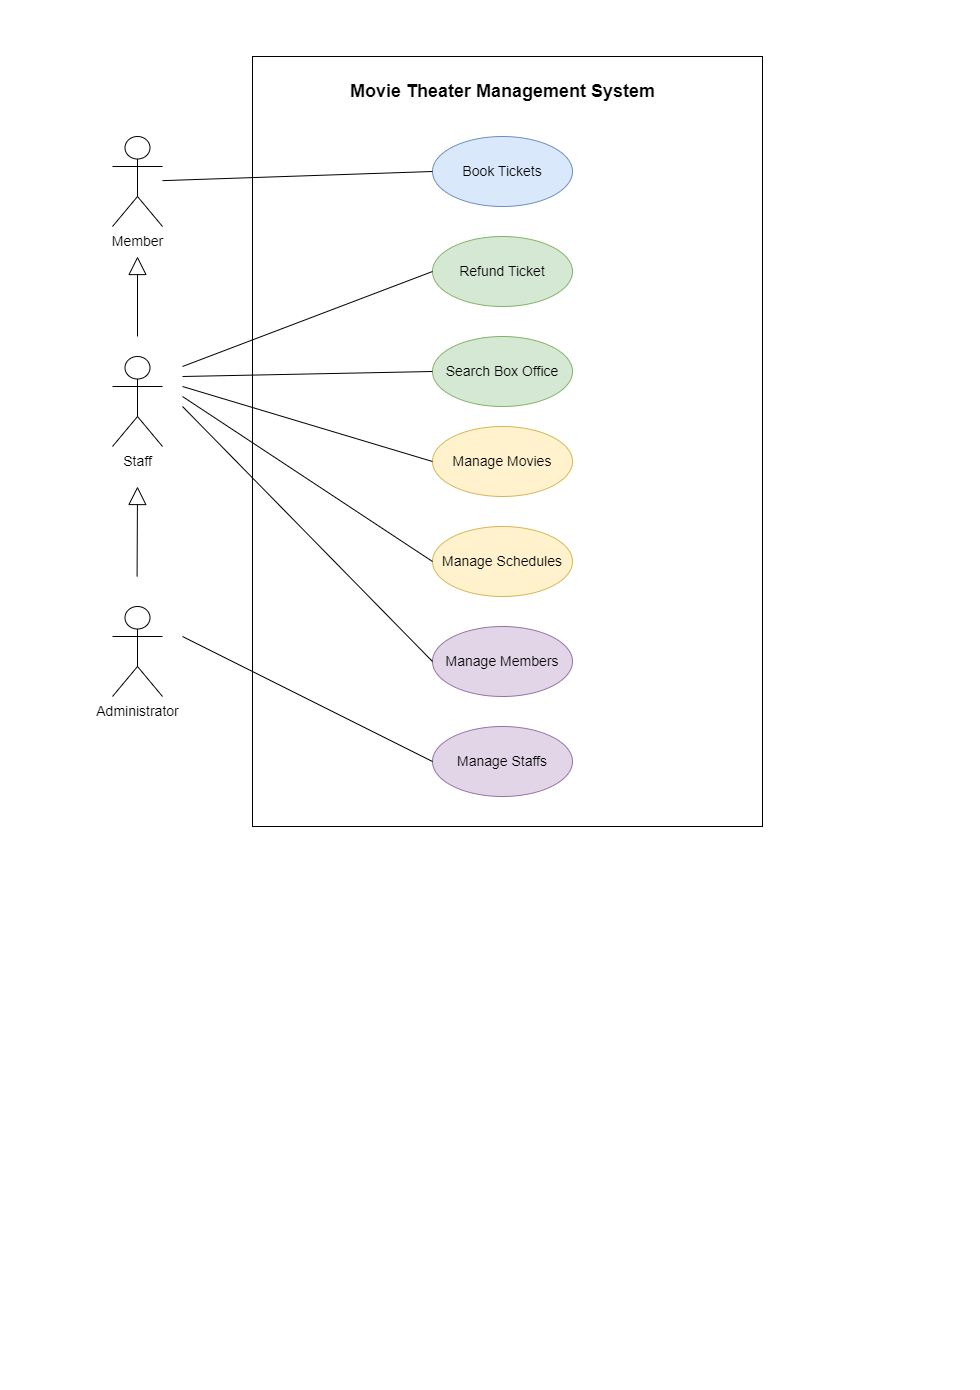 Movie Theater Management System
Book Tickets
Member
Refund Ticket
Search Box Office
Staff
Manage Movies
Manage Schedules
Manage Members
Administrator
Manage Staffs